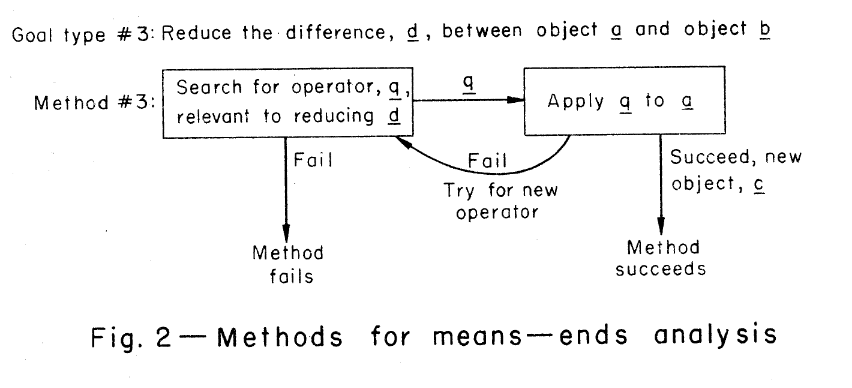 Goal type #3: Reduce the difference, d, between object a and object b
Method #3:
Search for operator, q,
relevant to reducing d
q
Apply q to a
Fail
Fail
Try for new
operator
Succeed, new
object, c
Method
fails
Method
succeeds
Fig. 2— Methods for means—ends analysis